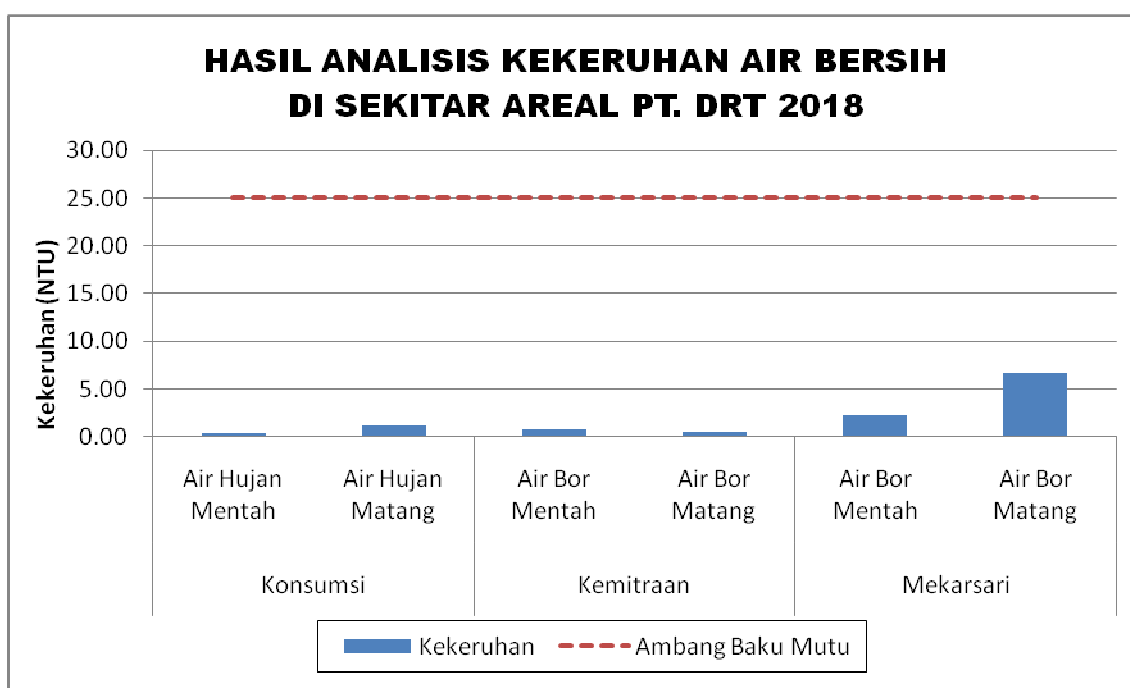 HASIL ANALISIS KEKERUHAN AIR BERSIH
DI SEKITAR AREAL PT. DRT 2018
Kekeruhan (NTU)
30.00
25.00
20.00
15.00
10.00
5.00
0.00
Air Hujan Mentah
Air Hujan Matang
Air Bor Mentah
Air Bor Matang
Air Bor Mentah
Air Bor Matang
Konsumsi
Kemitraan
Mekarsari
Kekeruhan
Ambang Baku Mutu